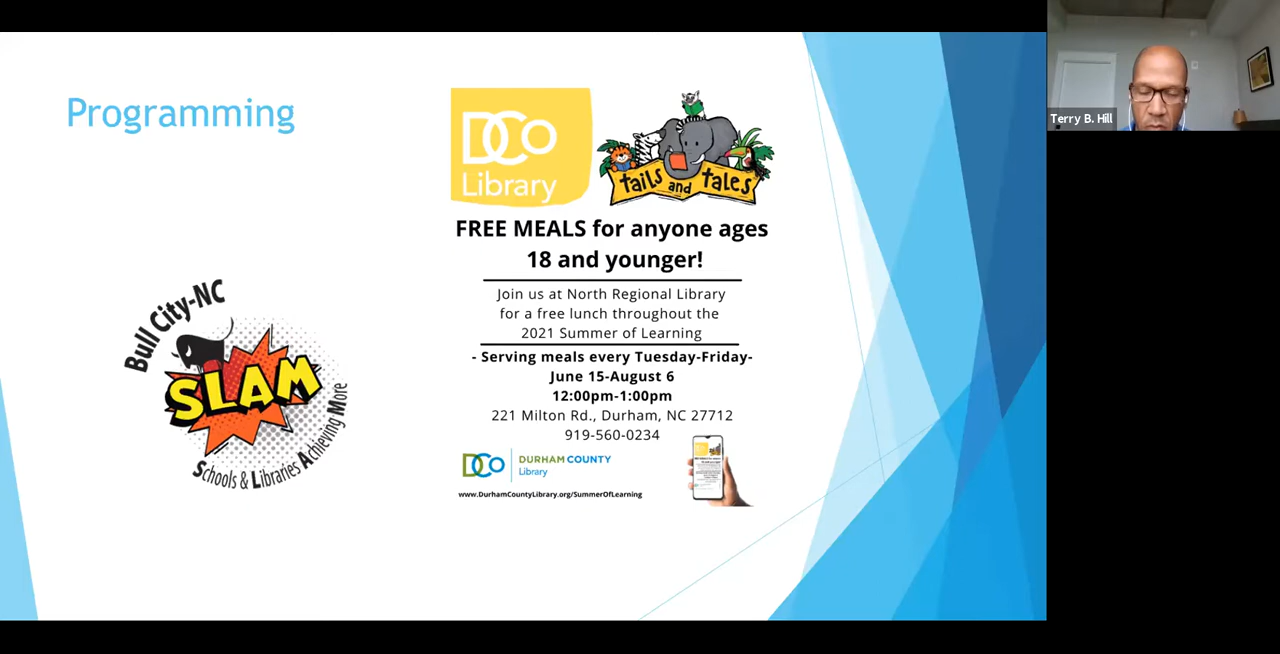 Programming
DCo
Library
tails and tales
FREE MEALS for anyone ages
18 and younger!
Join us at North Regional Library
for a free lunch throughout the
2021 Summer of Learning
- Serving meals every Tuesday-Friday-
June 15-August 6
12:00pm-1:00pm
221 Milton Rd., Durham, NC 27712
919-560-0234
DCo
DURHAM COUNTY
Library
www.DurhamCountyLibrary.org/SummerOfLearning
Bull City-NC
SLAM
Schools & Libraries Achieving More
Terry B. Hill